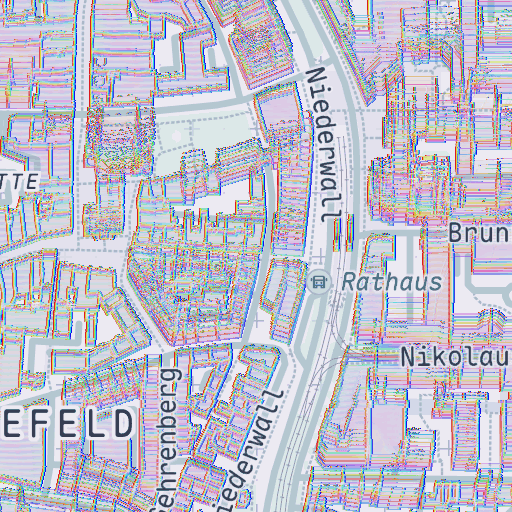 Niederwall
TTE
Brun
Rathaus
Nikolau
Gehrenberg
EFELD
Niederwall